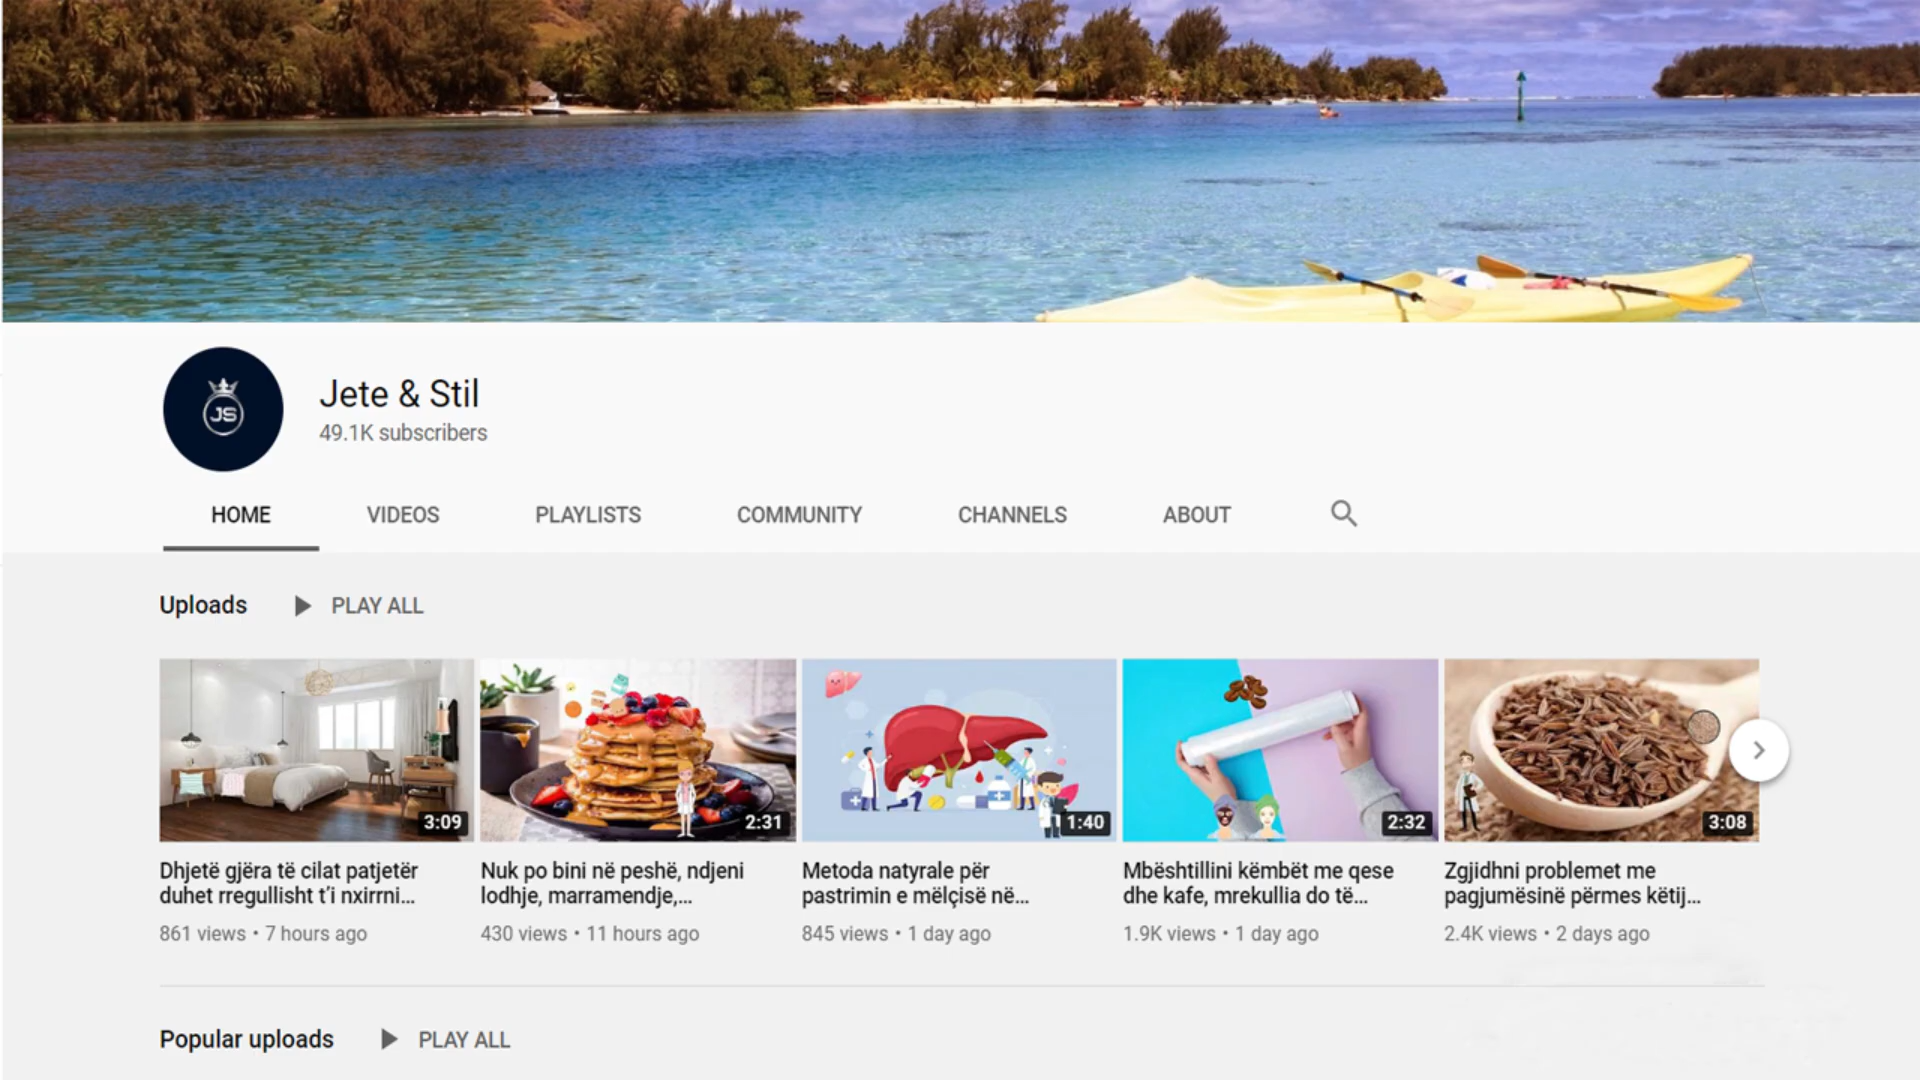 JS
Jete & Stil
49.1K subscribers
HOME VIDEOS PLAYLISTS COMMUNITY CHANNELS ABOUT
Uploads PLAY ALL
3:09 2:31 1:40 2:32 3:08
Dhjetë gjëra të cilat patjetër
duhet rregullisht t'i nxirrni...
861 views • 7 hours ago
Nuk po bini në peshë, ndjeni
lodhje, marramendje,...
430 views • 11 hours ago
Metoda natyrale për
pastrimin e mëlçisë në...
845 views • 1 day ago
Mbështillini këmbët me qese
dhe kafe, mrekullia do të...
1.9K views • 1 day ago
Zgjidhni problemet me
pagjumësinë përmes këtij...
2.4K views • 2 days ago
Popular uploads PLAY ALL